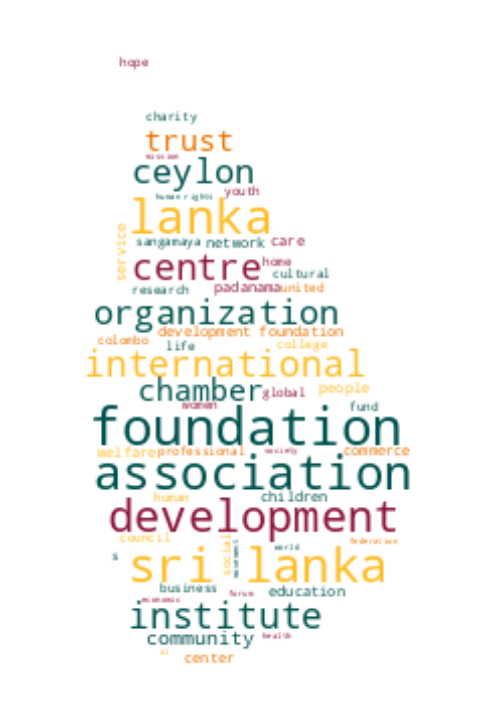 hope
charity
trust
mission
ceylon
youth
human rights
lanka
service
sangamaya network care
centre home
cultural
research padanama united
organization
development foundation
colombo life college
international
chamber global people
women fund
foundation
welfare professional society commerce
association
human children
development
council social world federation
s sri lanka
business forum education
economic
institute
community health
center